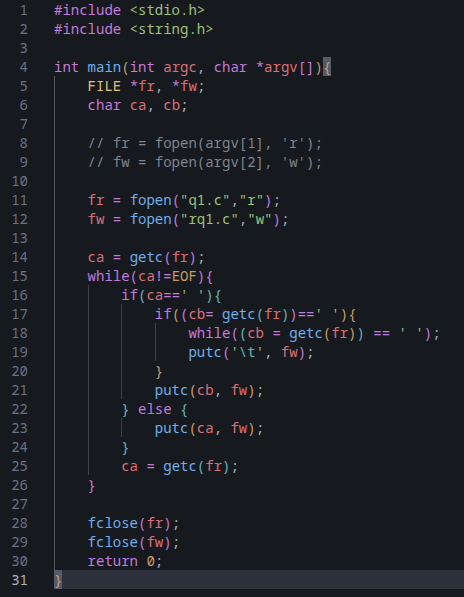 1 #include <stdio.h>
2 #include <string.h>
3
4 int main(int argc, char *argv[]){
5     FILE *fr, *fw;
6     char ca, cb;
7
8     // fr = fopen(argv[1], 'r');
9     // fw = fopen(argv[2], 'w');
10
11     fr = fopen("q1.c","r");
12     fw = fopen("rq1.c","w");
13
14     ca = getc(fr);
15     while(ca!=EOF){
16         if(ca==' '){
17             if((cb= getc(fr))==' '){
18                 while((cb = getc(fr)) == ' ');
19                 putc('\t', fw);
20             }
21             putc(cb, fw);
22         } else {
23             putc(ca, fw);
24         }
25         ca = getc(fr);
26     }
27
28     fclose(fr);
29     fclose(fw);
30     return 0;
31 }